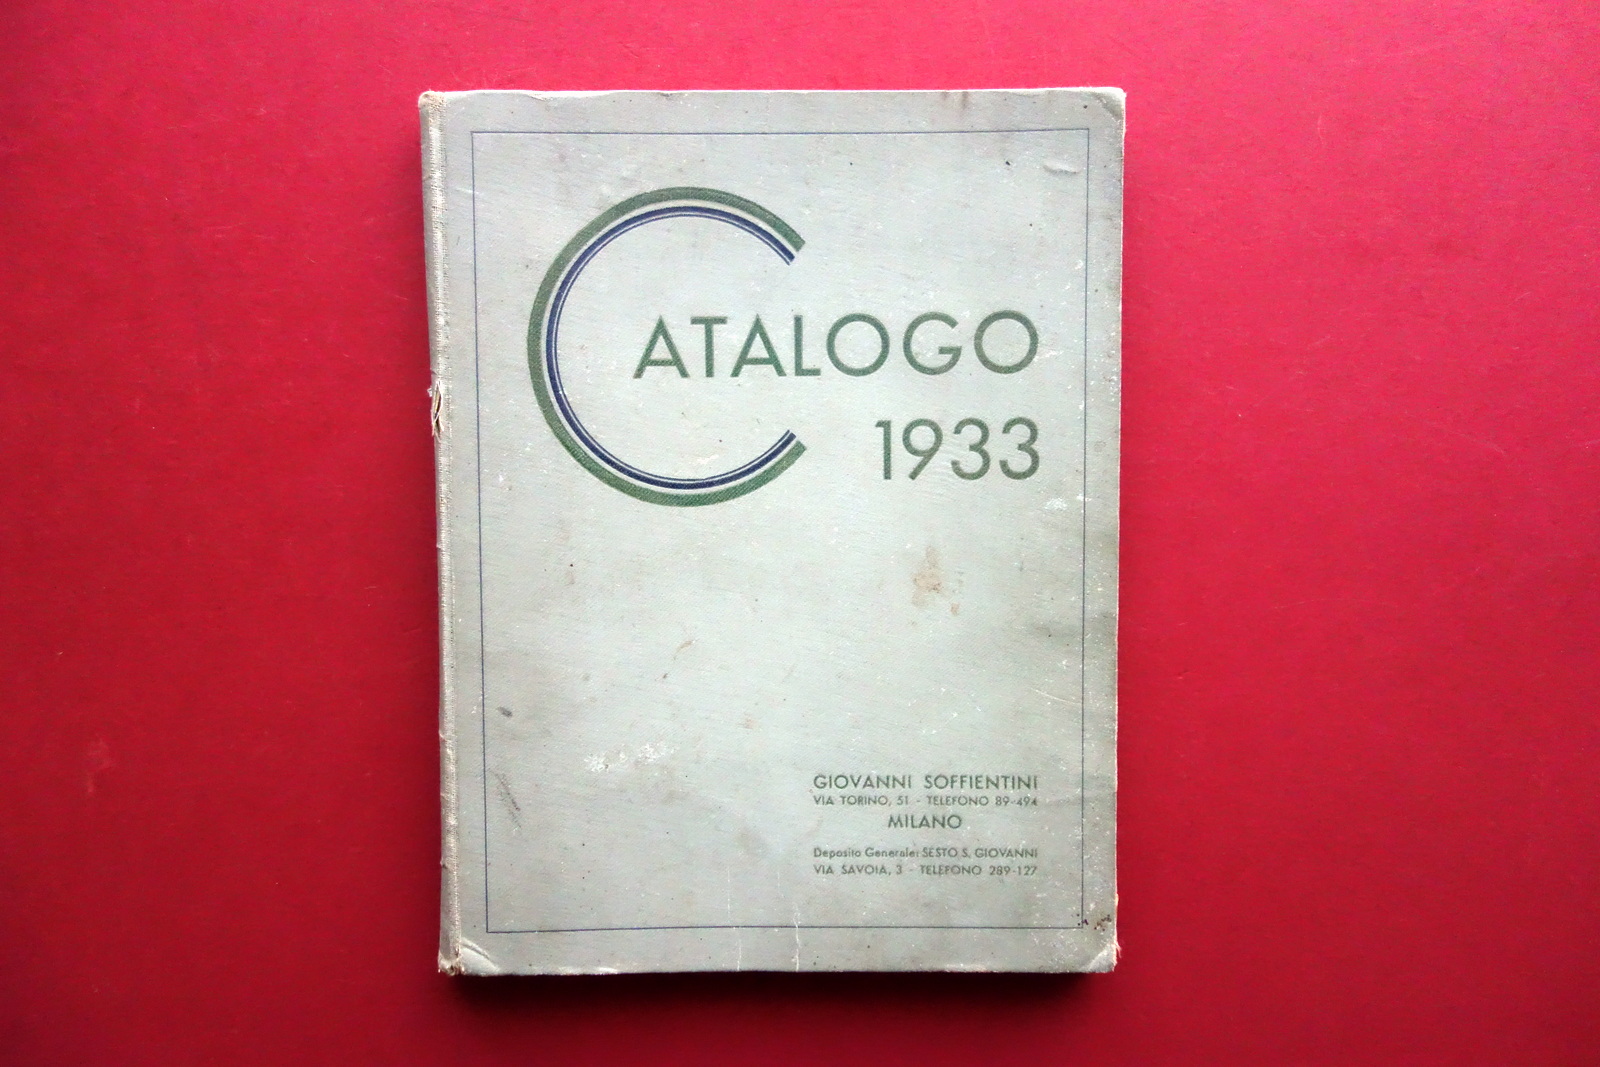 CATALOGO
1933
GIOVANNI SOFFIENTINI
VIA TORINO, 51 - TELEFONO 89-494
MILANO
Deposito Generale: SESTO S. GIOVANNI
VIA SAVOIA, 3 - TELEFONO 289-127